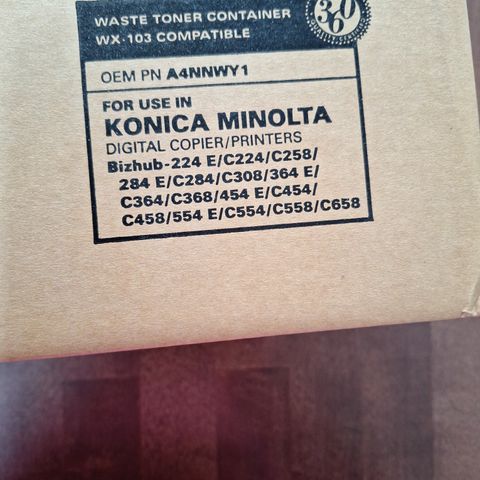 WASTE TONER CONTAINER
WX-103 COMPATIBLE
360
OEM PN A4NNWY1
FOR USE IN
KONICA MINOLTA
DIGITAL COPIER/PRINTERS
Bizhub-224 E/C224/C258/
284 E/C284/C308/364 E/
C364/C368/454 E/C454/
C458/554 E/C554/C558/C658